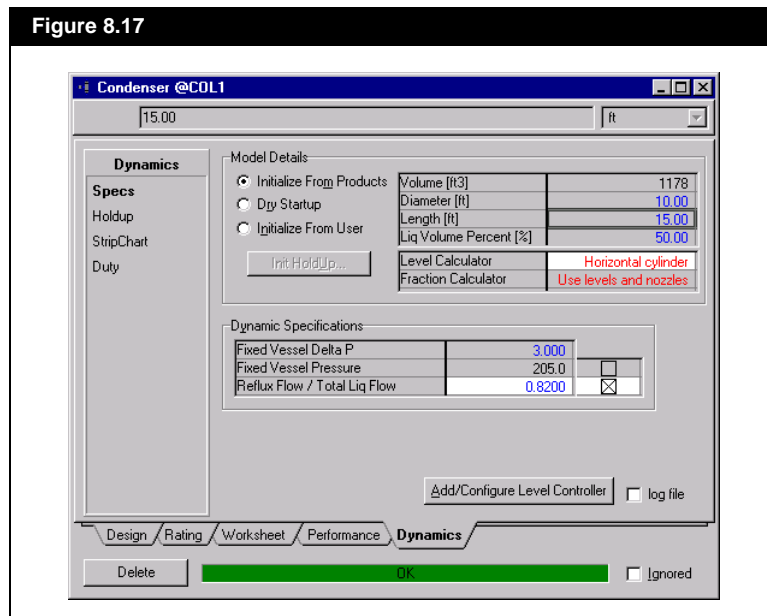 Figure 8.17
Condenser @COL1
15.00 ft
Dynamics
Specs
Holdup
StripChart
Duty
Model Details
Initialize From Products
Dry Startup
Initialize From User
Init HoldUp...
Volume [ft3] 1178
Diameter [ft] 10.00
Length [ft] 15.00
Liq Volume Percent [%] 50.00
Level Calculator Horizontal cylinder
Fraction Calculator Use levels and nozzles
Dynamic Specifications
Fixed Vessel Delta P 3.000
Fixed Vessel Pressure 205.0
Reflux Flow / Total Liq Flow 0.8200
Add/Configure Level Controller log file
Design Rating Worksheet Performance Dynamics
Delete OK Ignored